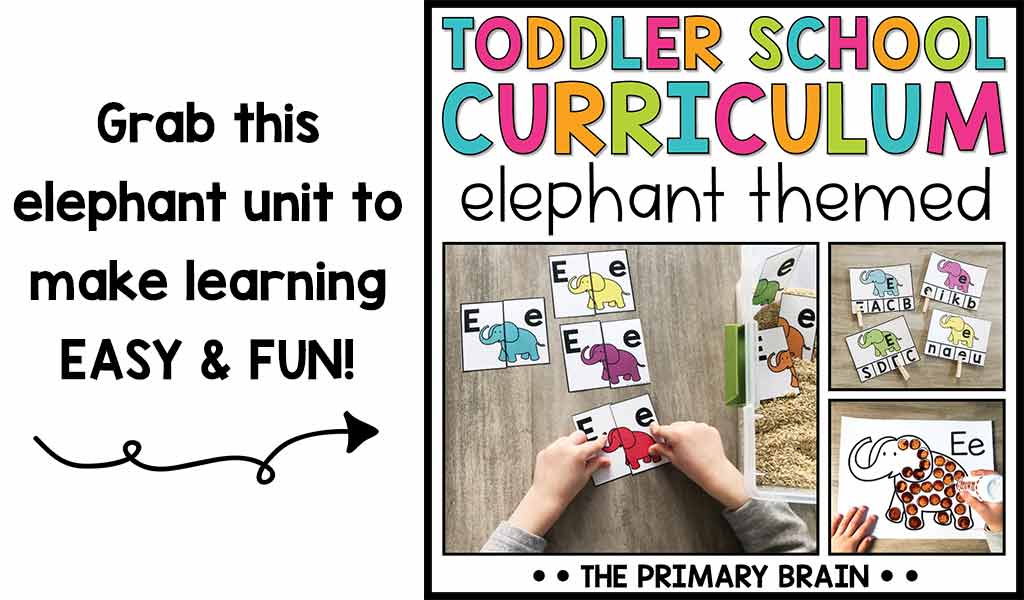 Grab this
elephant unit to
make learning
EASY & FUN!
TODDLER SCHOOL
CURRICULUM
elephant themed
E e
E e
E e
E e
e
e
E
E
E A C B
e
e i k b
E
S D E C
e
n a e u
Ee
• • THE PRIMARY BRAIN • •